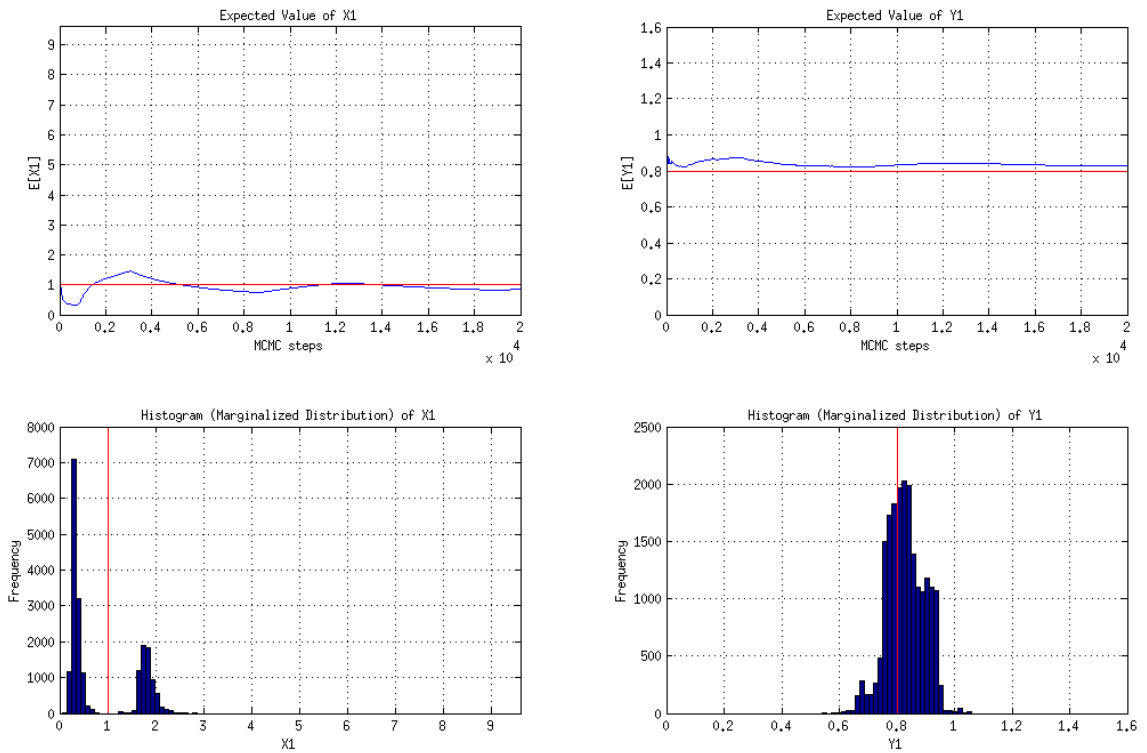 Expected Value of X1
9
8
7
6
5
4
3
2
1
0
E[X1]
0 0.2 0.4 0.6 0.8 1 1.2 1.4 1.6 1.8 2
MCMC steps
4
x 10
Expected Value of Y1
1.6
1.4
1.2
1
0.8
0.6
0.4
0.2
0
E[Y1]
0 0.2 0.4 0.6 0.8 1 1.2 1.4 1.6 1.8 2
MCMC steps
4
x 10
Histogram (Marginalized Distribution) of X1
8000
7000
6000
5000
4000
3000
2000
1000
0
Frequency
0 1 2 3 4 5 6 7 8 9
X1
Histogram (Marginalized Distribution) of Y1
2500
2000
1500
1000
500
0
Frequency
0 0.2 0.4 0.6 0.8 1 1.2 1.4 1.6
Y1